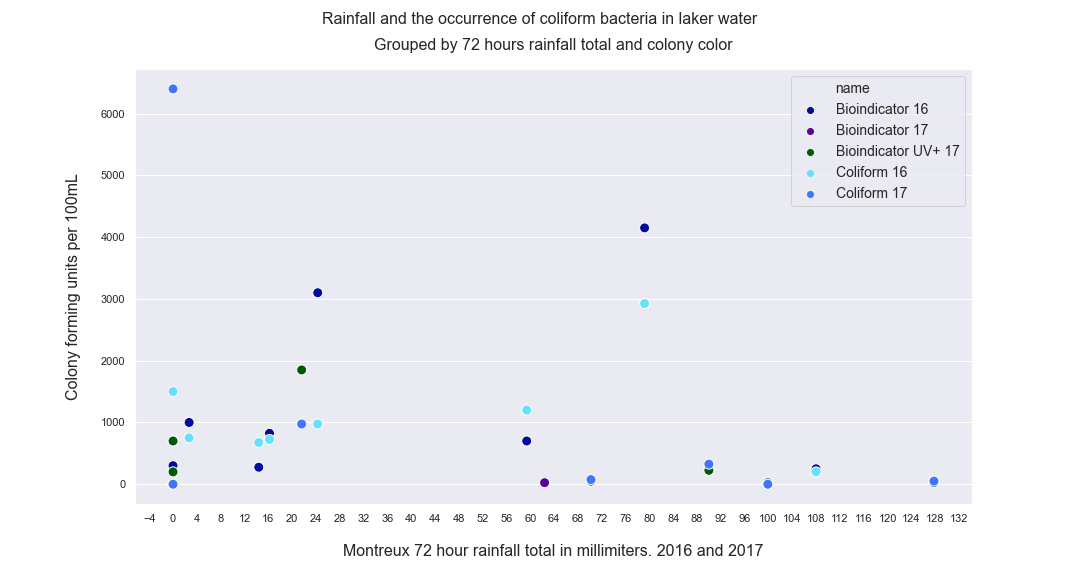 Rainfall and the occurrence of coliform bacteria in laker water
Grouped by 72 hours rainfall total and colony color
name
Bioindicator 16
Bioindicator 17
Bioindicator UV+ 17
Coliform 16
Coliform 17
Colony forming units per 100mL
6000
5000
4000
3000
2000
1000
0
−4 0 4 8 12 16 20 24 28 32 36 40 44 48 52 56 60 64 68 72 76 80 84 88 92 96 100 104 108 112 116 120 124 128 132
Montreux 72 hour rainfall total in millimiters. 2016 and 2017